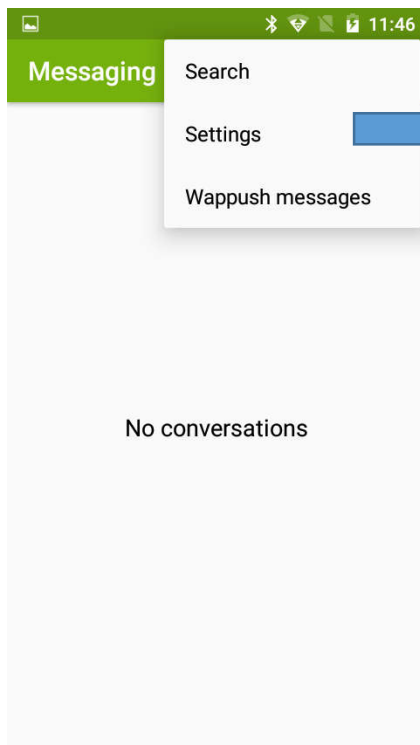 11:46
Messaging
Search
Settings
Wappush messages
No conversations